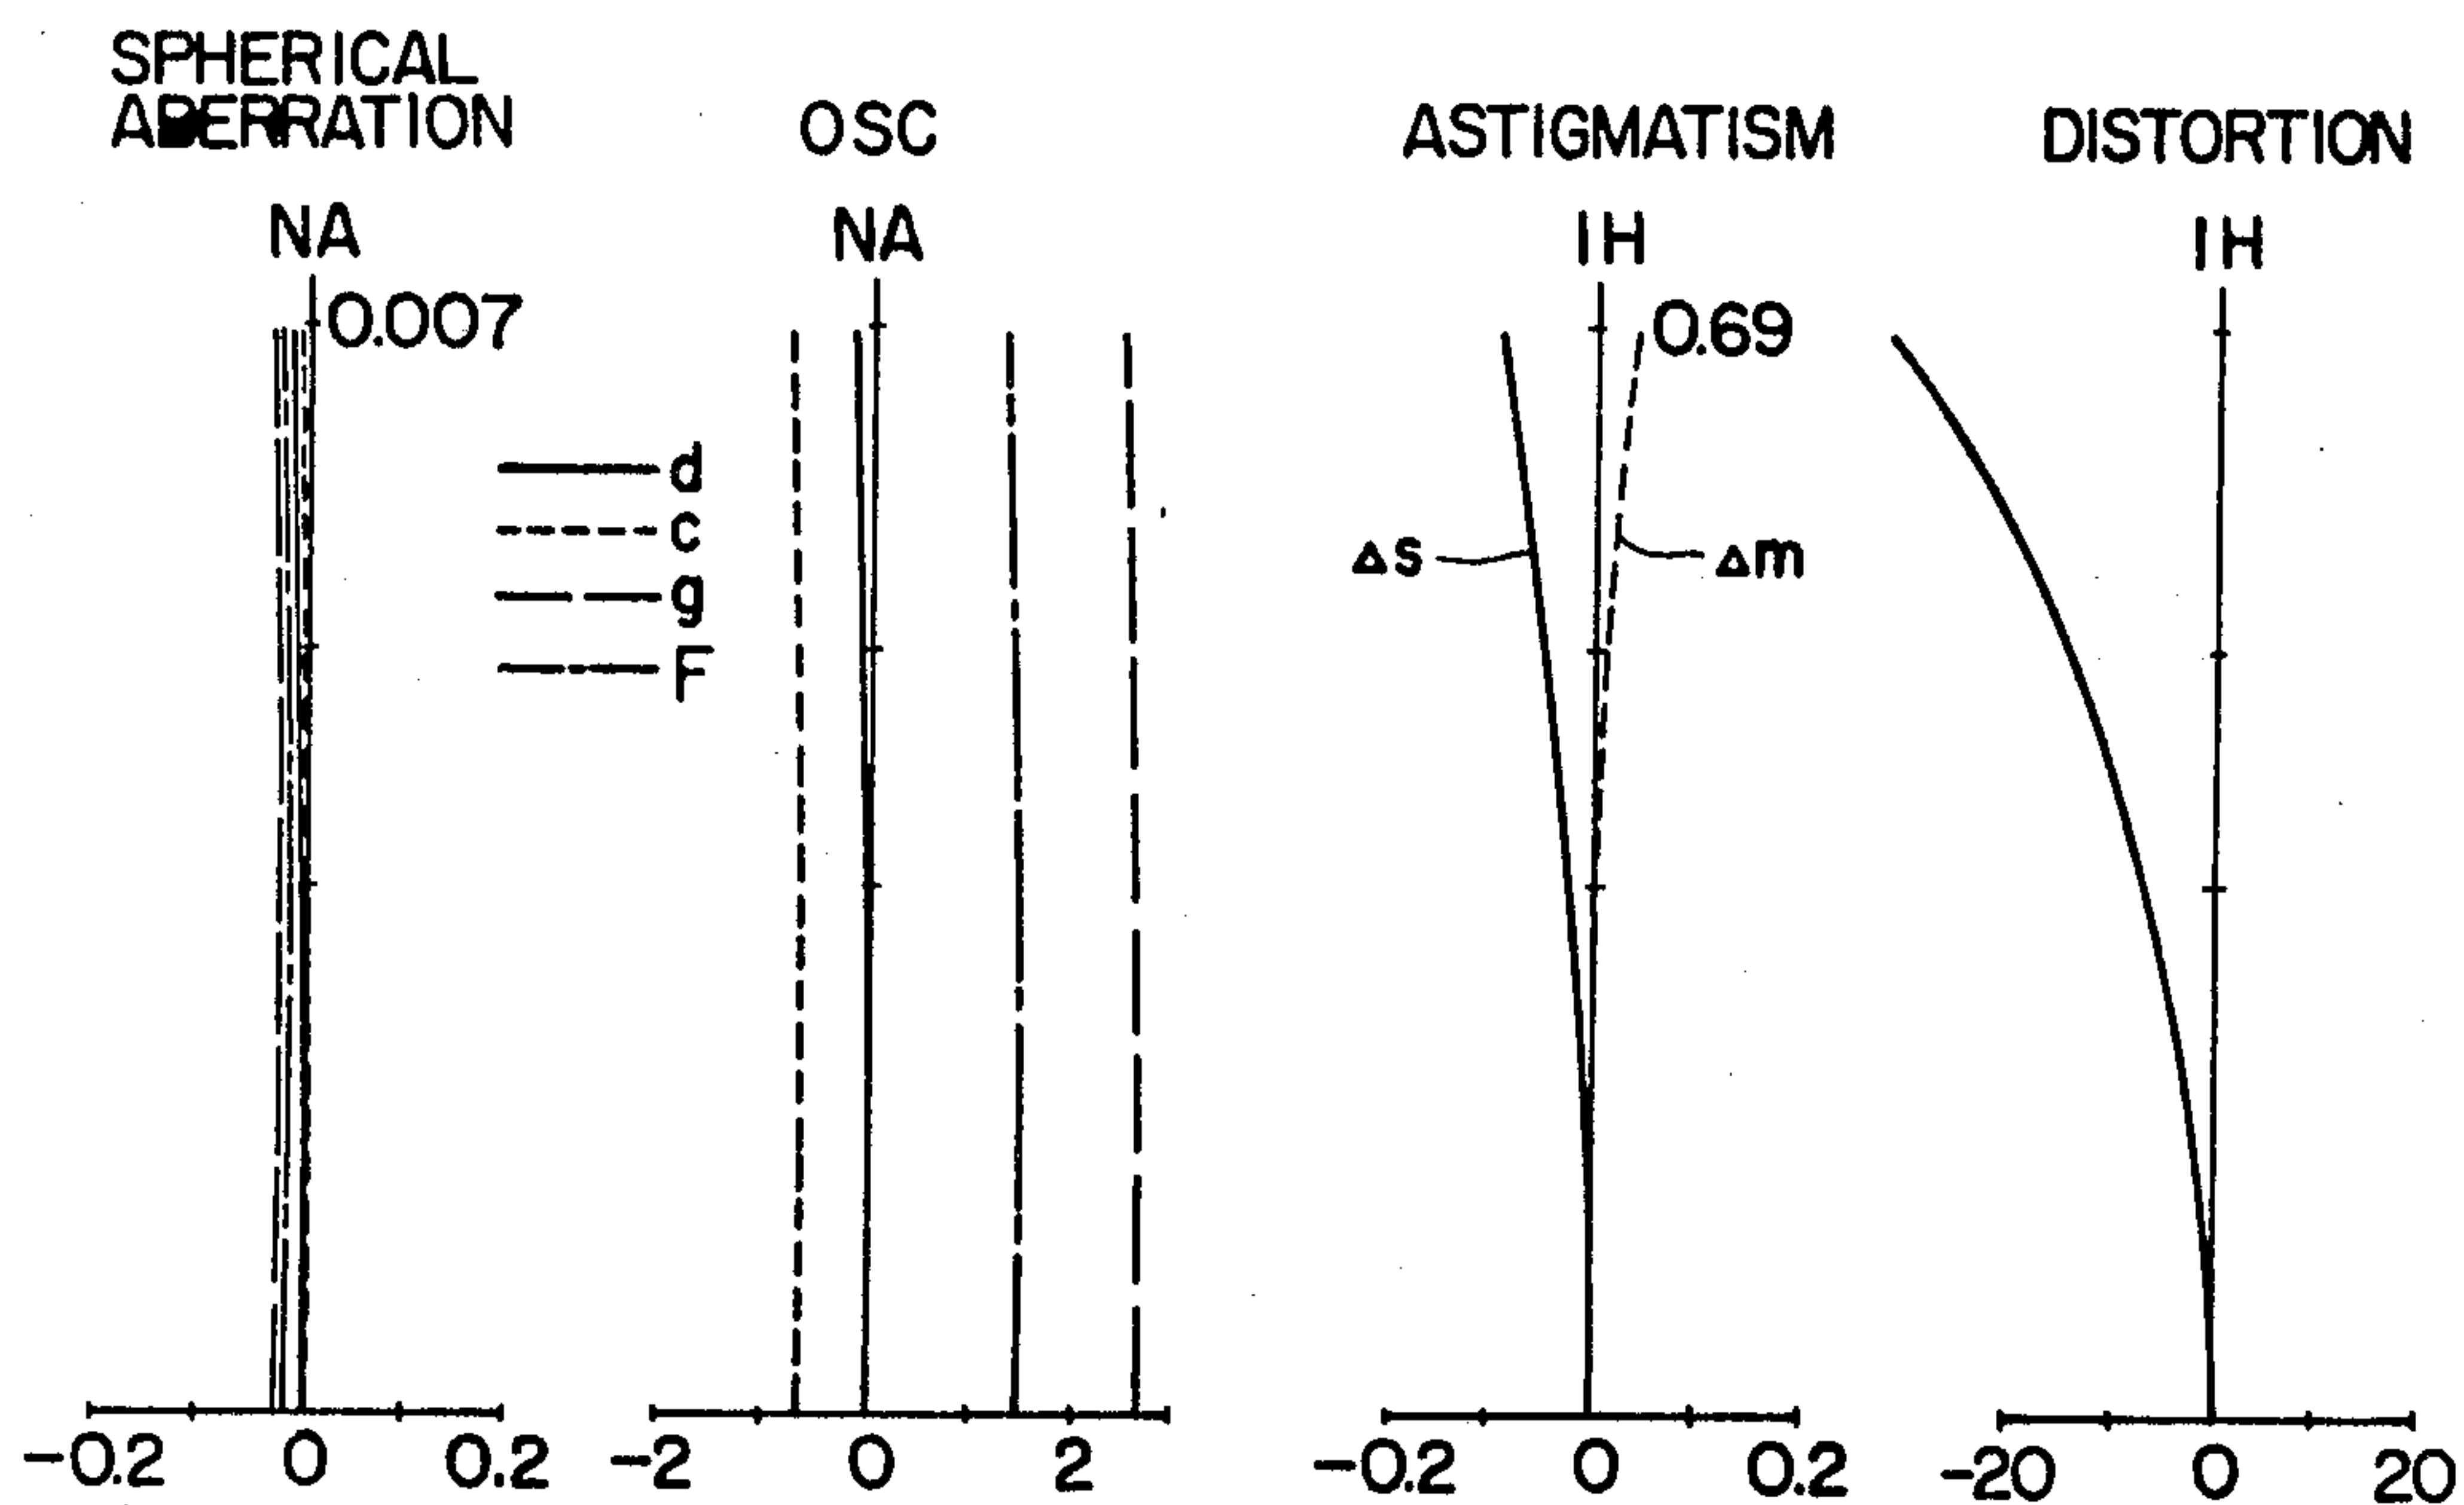 SPHERICAL
ABERRATION
OSC
ASTIGMATISM
DISTORTION
NA
NA
IH
IH
0.007
0.69
d
c
g
F
Δs
Δm
-0.2 0 0.2
-2 0 2
-0.2 0 0.2
-20 0 20